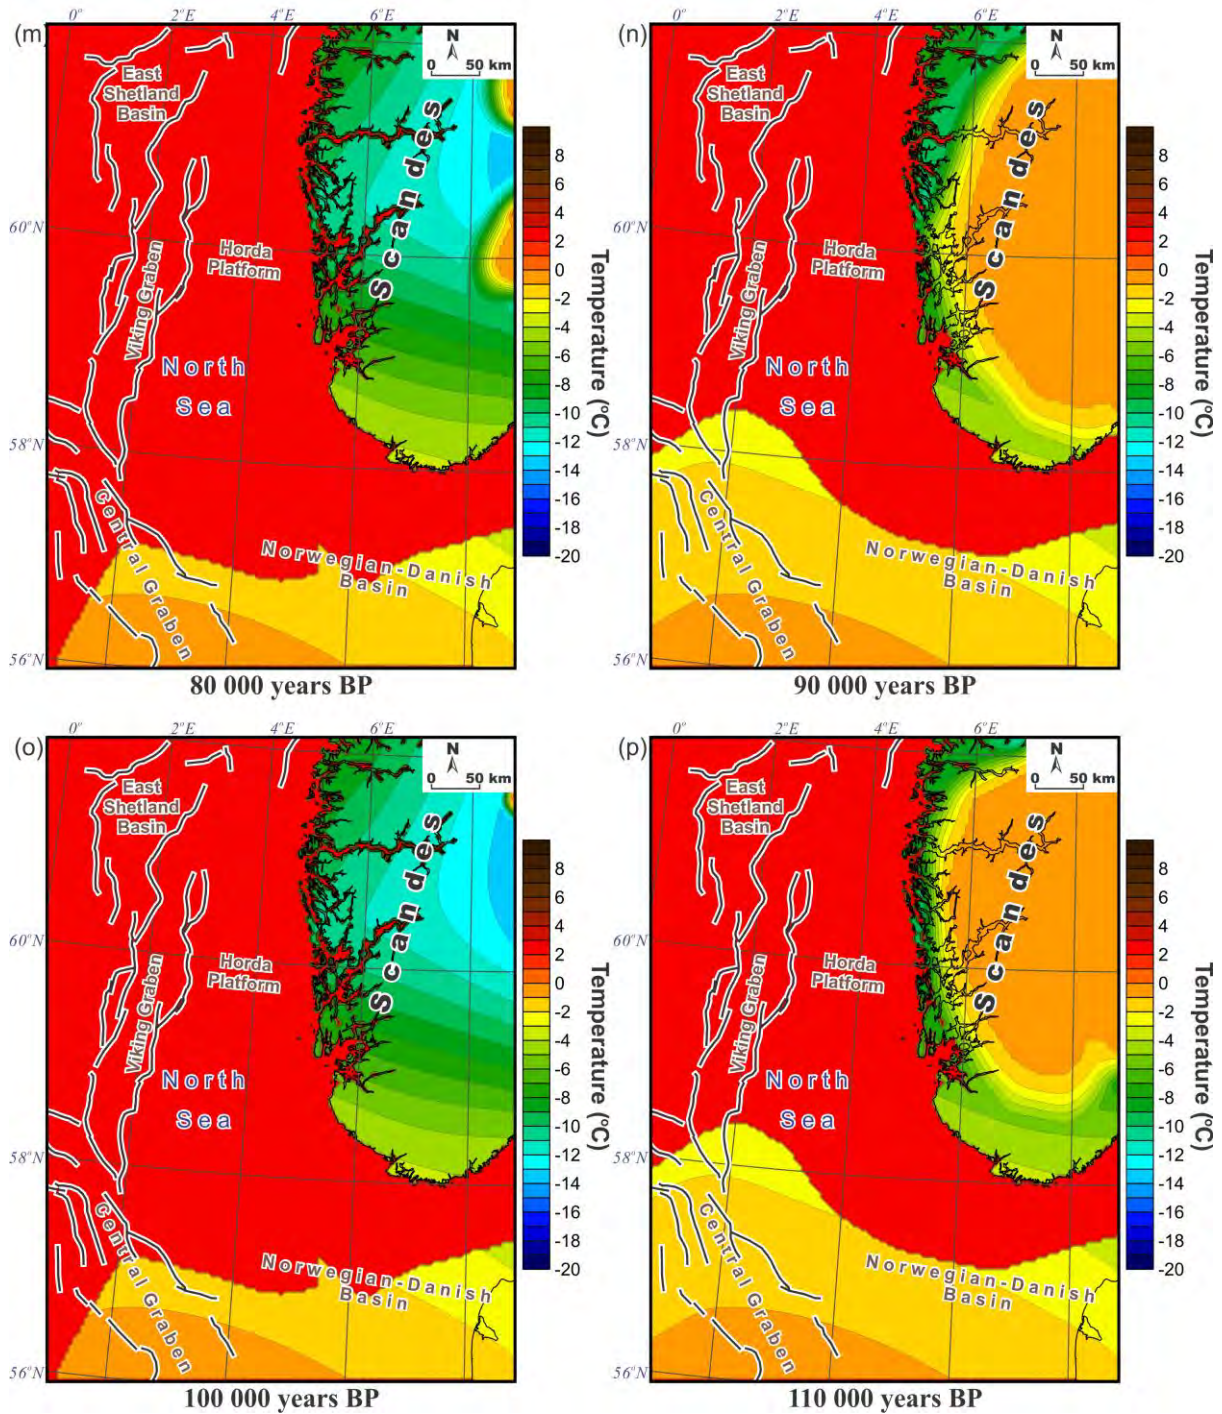 (m)
0°
2°E
4°E
6°E
N
0 50 km
East
Shetland
Basin
Scandes
60°N
Horda
Platform
Viking Graben
North
Sea
58°N
Central Graben
Norwegian-Danish
Basin
56°N
8
6
4
2
0
-2
-4
-6
-8
-10
-12
-14
-16
-18
-20
Temperature (°C)
80 000 years BP
(n)
0°
2°E
4°E
6°E
N
0 50 km
East
Shetland
Basin
Scandes
60°N
Horda
Platform
Viking Graben
North
Sea
58°N
Central Graben
Norwegian-Danish
Basin
56°N
8
6
4
2
0
-2
-4
-6
-8
-10
-12
-14
-16
-18
-20
Temperature (°C)
90 000 years BP
(o)
0°
2°E
4°E
6°E
N
0 50 km
East
Shetland
Basin
Scandes
60°N
Horda
Platform
Viking Graben
North
Sea
58°N
Central Graben
Norwegian-Danish
Basin
56°N
8
6
4
2
0
-2
-4
-6
-8
-10
-12
-14
-16
-18
-20
Temperature (°C)
100 000 years BP
(p)
0°
2°E
4°E
6°E
N
0 50 km
East
Shetland
Basin
Scandes
60°N
Horda
Platform
Viking Graben
North
Sea
58°N
Central Graben
Norwegian-Danish
Basin
56°N
8
6
4
2
0
-2
-4
-6
-8
-10
-12
-14
-16
-18
-20
Temperature (°C)
110 000 years BP